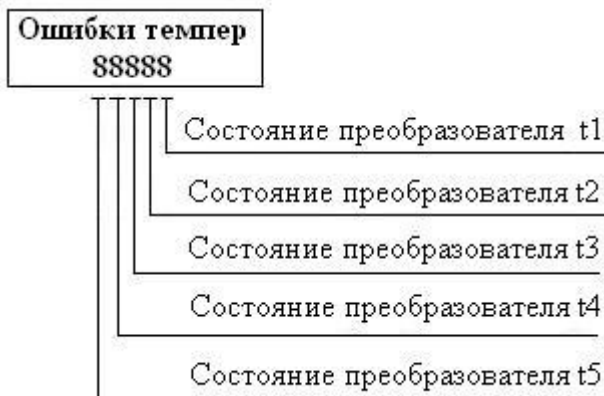 Ошибки темпер
88888
Состояние преобразователя t1
Состояние преобразователя t2
Состояние преобразователя t3
Состояние преобразователя t4
Состояние преобразователя t5